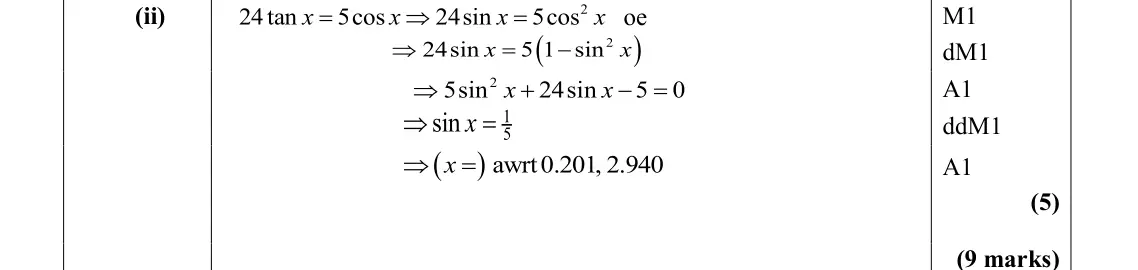 (ii) 24 tan x = 5 cos x ⇒ 24 sin x = 5 cos² x oe M1
⇒ 24 sin x = 5(1 − sin² x) dM1
⇒ 5 sin² x + 24 sin x − 5 = 0 A1
⇒ sin x = 1/5 ddM1
⇒ (x =) awrt 0.201, 2.940 A1
(5)
(9 marks)